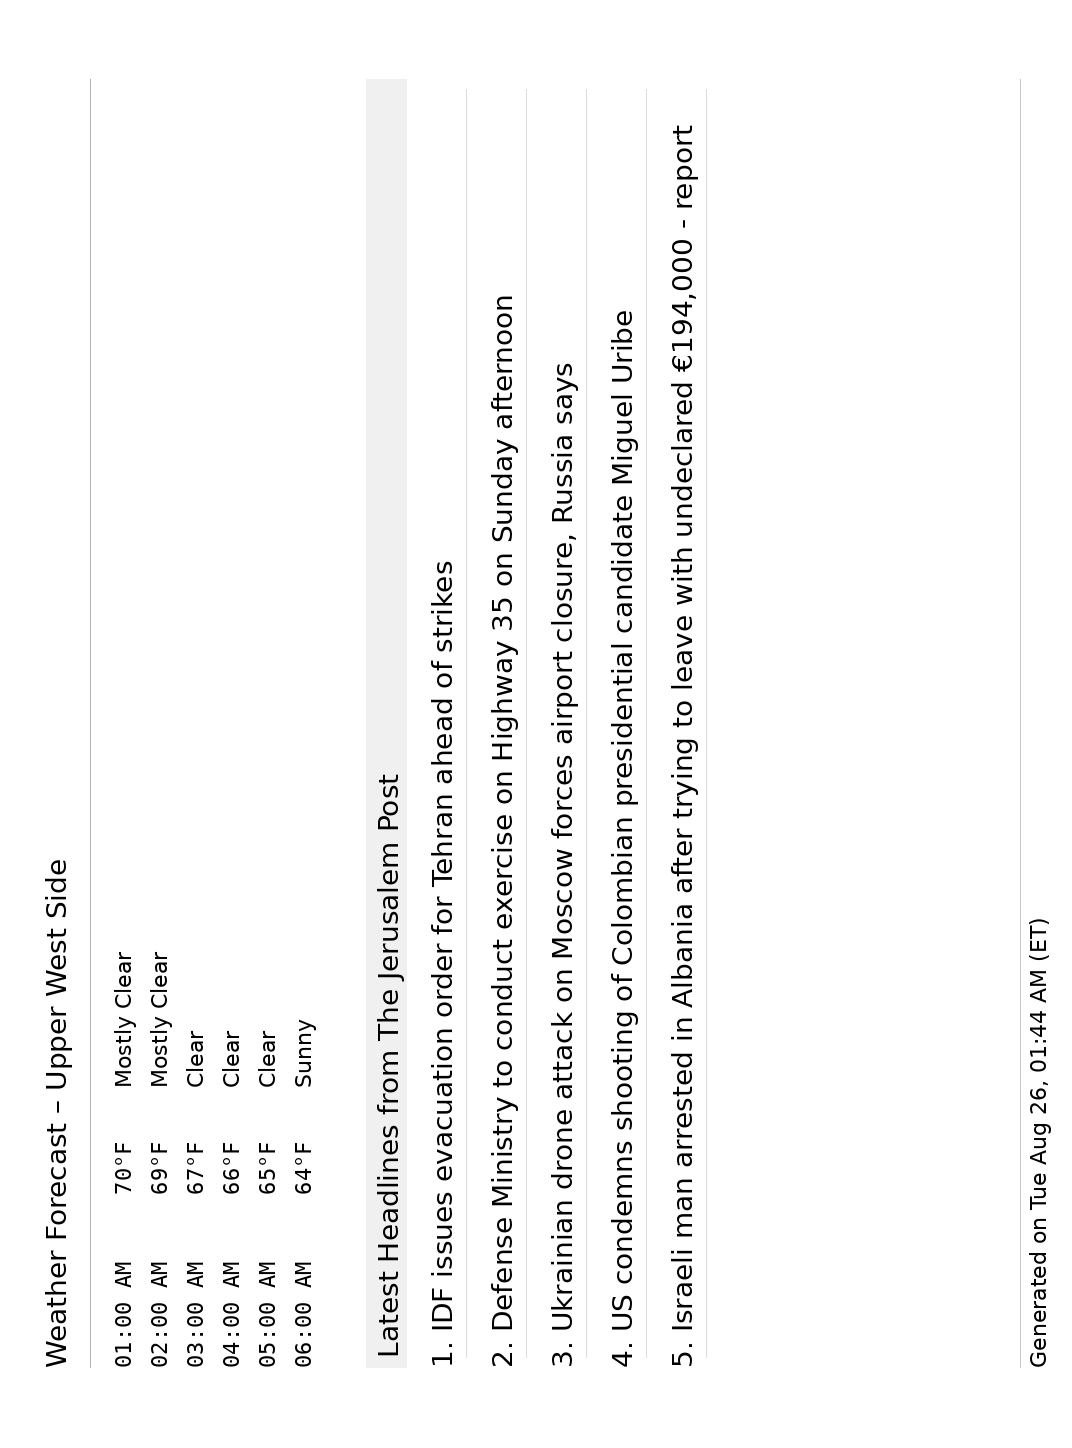 Weather Forecast – Upper West Side
01:00 AM 70°F Mostly Clear
02:00 AM 69°F Mostly Clear
03:00 AM 67°F Clear
04:00 AM 66°F Clear
05:00 AM 65°F Clear
06:00 AM 64°F Sunny
Latest Headlines from The Jerusalem Post
1. IDF issues evacuation order for Tehran ahead of strikes
2. Defense Ministry to conduct exercise on Highway 35 on Sunday afternoon
3. Ukrainian drone attack on Moscow forces airport closure, Russia says
4. US condemns shooting of Colombian presidential candidate Miguel Uribe
5. Israeli man arrested in Albania after trying to leave with undeclared €194,000 - report
Generated on Tue Aug 26, 01:44 AM (ET)